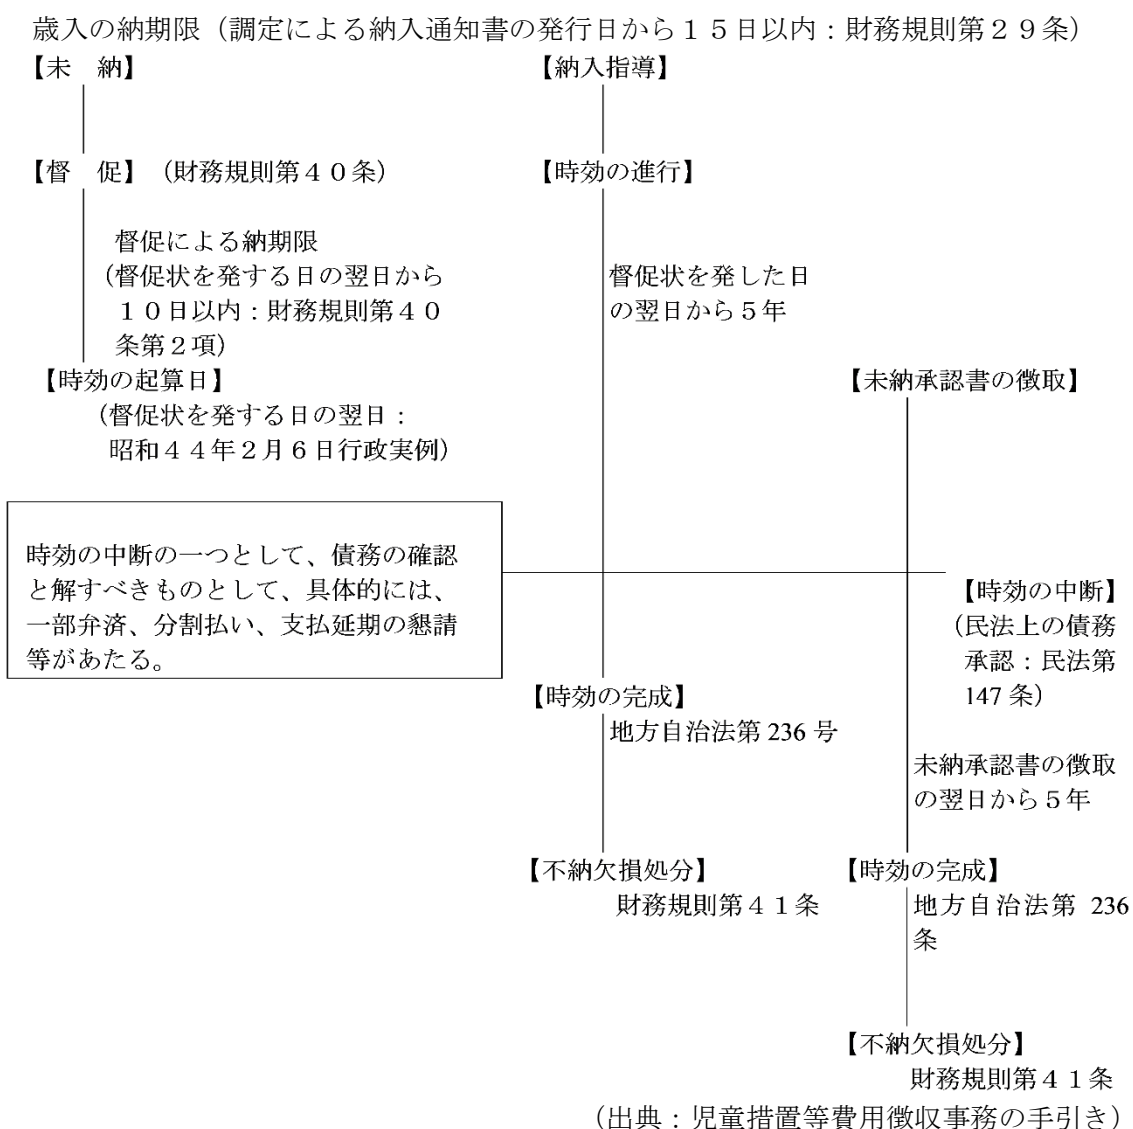 歳入の納期限（調定による納入通知書の発行日から１５日以内：財務規則第２９条）
【未　納】
【督　促】（財務規則第４０条）
督促による納期限
（督促状を発する日の翌日から
１０日以内：財務規則第４０
条第２項）
【時効の起算日】
（督促状を発する日の翌日：
昭和４４年２月６日行政実例）
時効の中断の一つとして、債務の確認
と解すべきものとして、具体的には、
一部弁済、分割払い、支払延期の懇請
等があたる。
【納入指導】
【時効の進行】
督促状を発した日
の翌日から５年
【時効の完成】
地方自治法第 236 号
【不納欠損処分】
財務規則第４１条
【未納承認書の徴取】
【時効の中断】
（民法上の債務
承認：民法第
147 条）
未納承認書の徴取
の翌日から５年
【時効の完成】
地方自治法第 236
条
【不納欠損処分】
財務規則第４１条
（出典：児童措置等費用徴収事務の手引き）